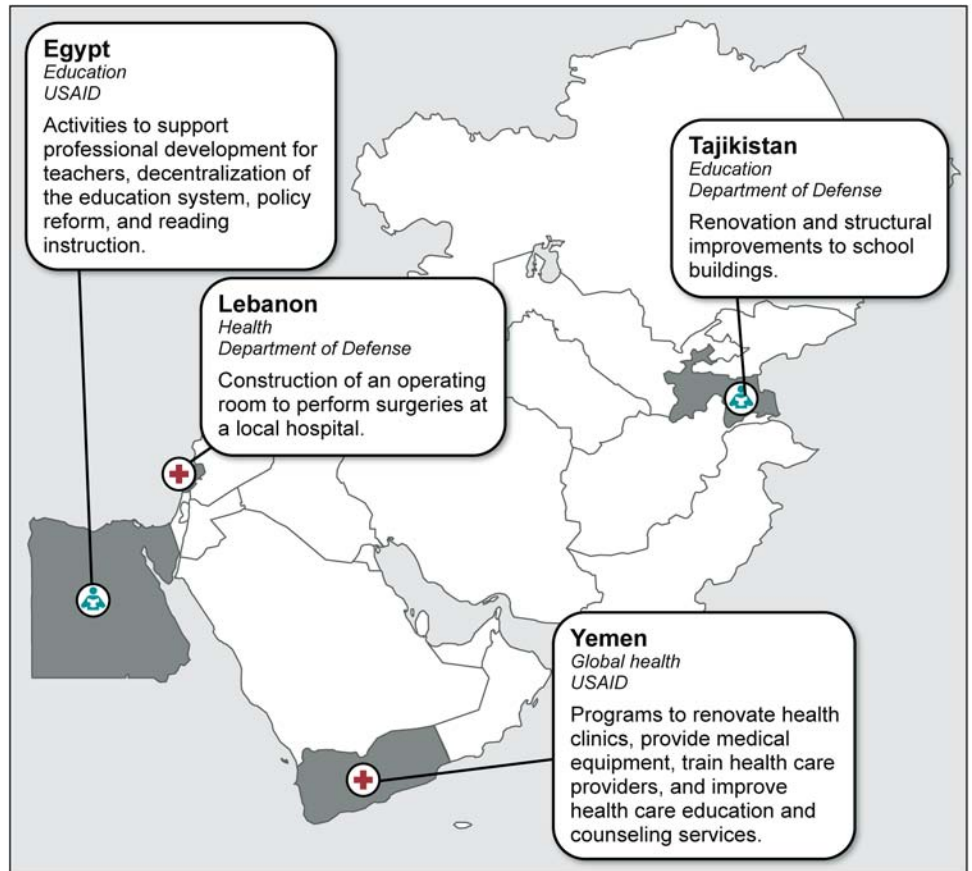 Egypt
Education
USAID
Activities to support
professional development for
teachers, decentralization of
the education system, policy
reform, and reading
instruction.
Tajikistan
Education
Department of Defense
Renovation and structural
improvements to school
buildings.
Lebanon
Health
Department of Defense
Construction of an operating
room to perform surgeries at
a local hospital.
Yemen
Global health
USAID
Programs to renovate health
clinics, provide medical
equipment, train health care
providers, and improve
health care education and
counseling services.